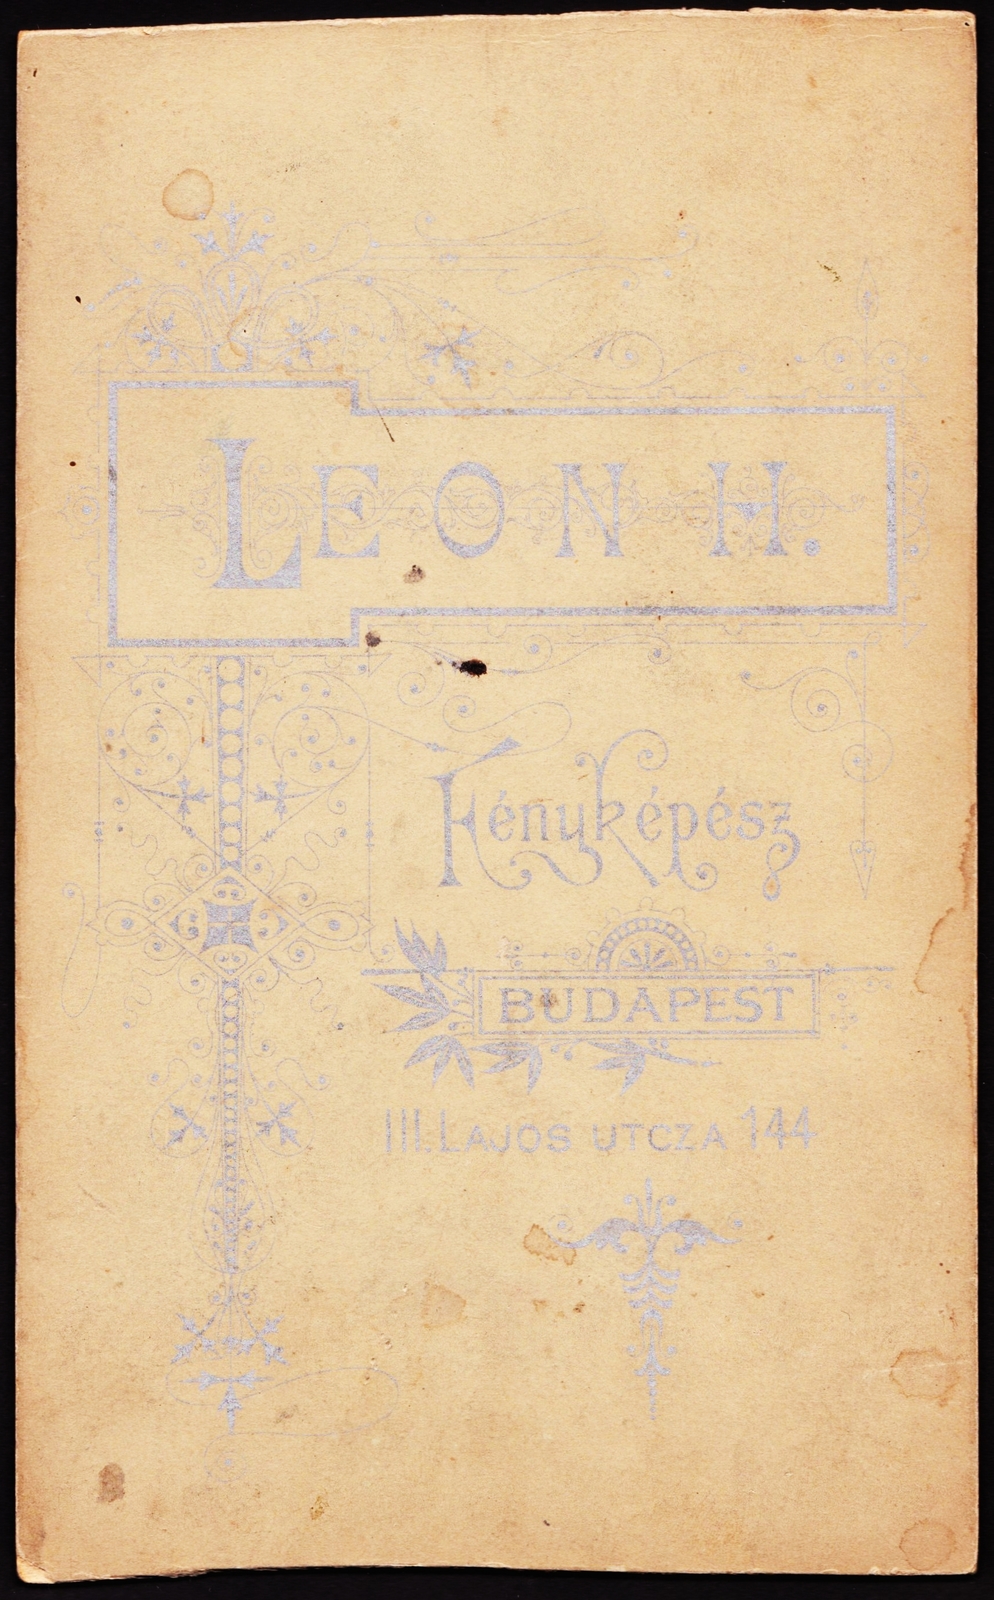 LEON H.
Fényképész
BUDAPEST
III. LAJOS UTCZA 144